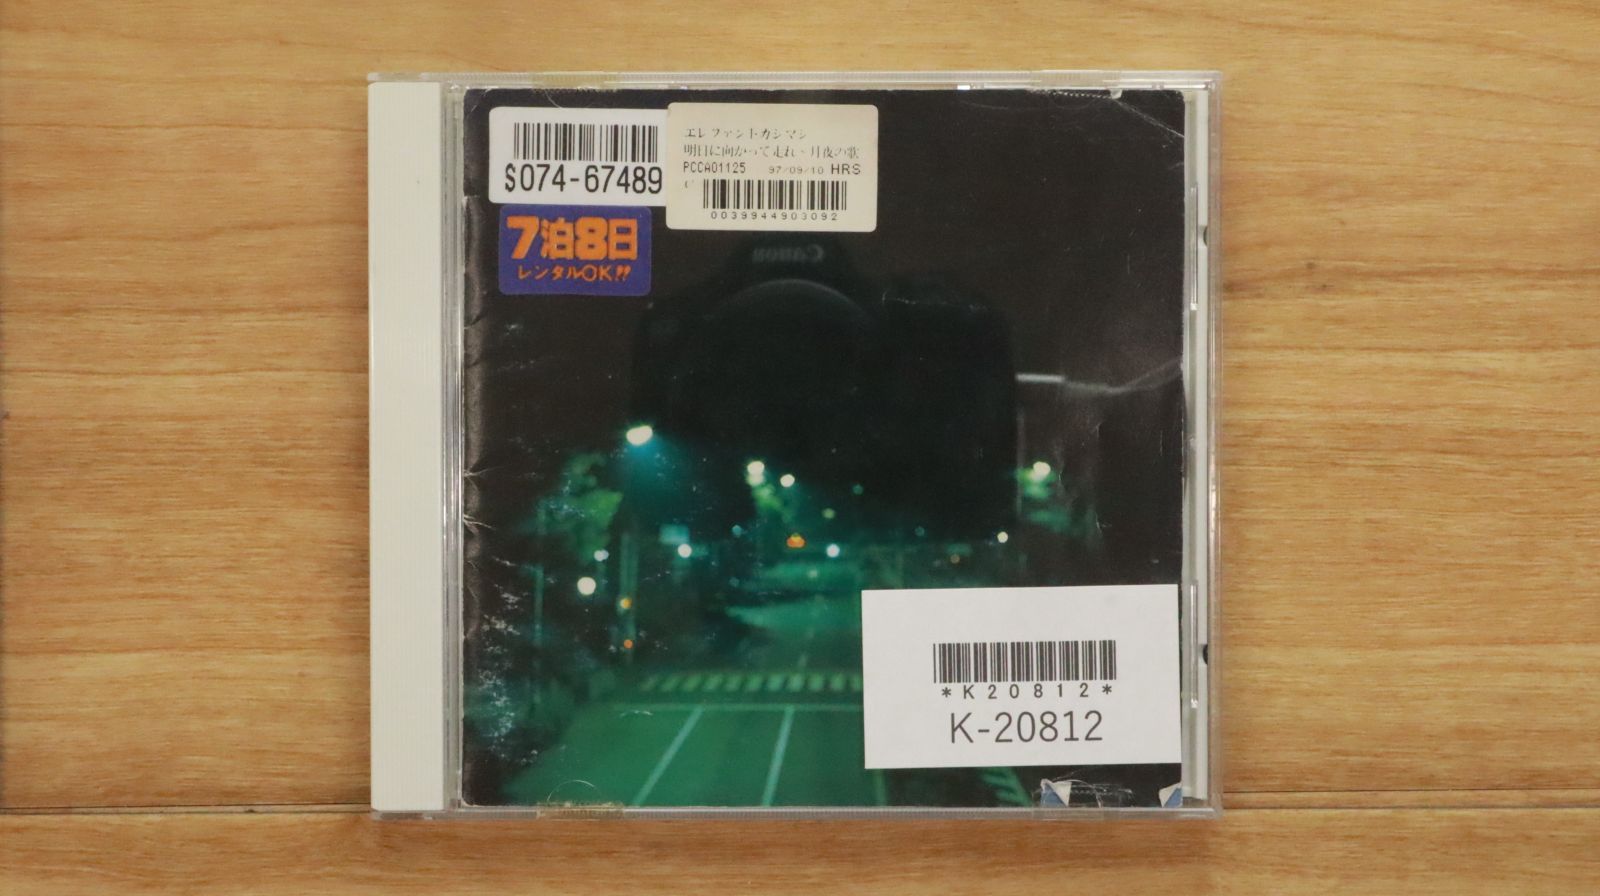 S074-67489
エレファントカシマシ
明日に向かって走れ-月夜の歌
PCCA01125 97/09/10 HRS
0039944903092
7泊8日
レンタルOK!!
Canon
*K20812*
K-20812